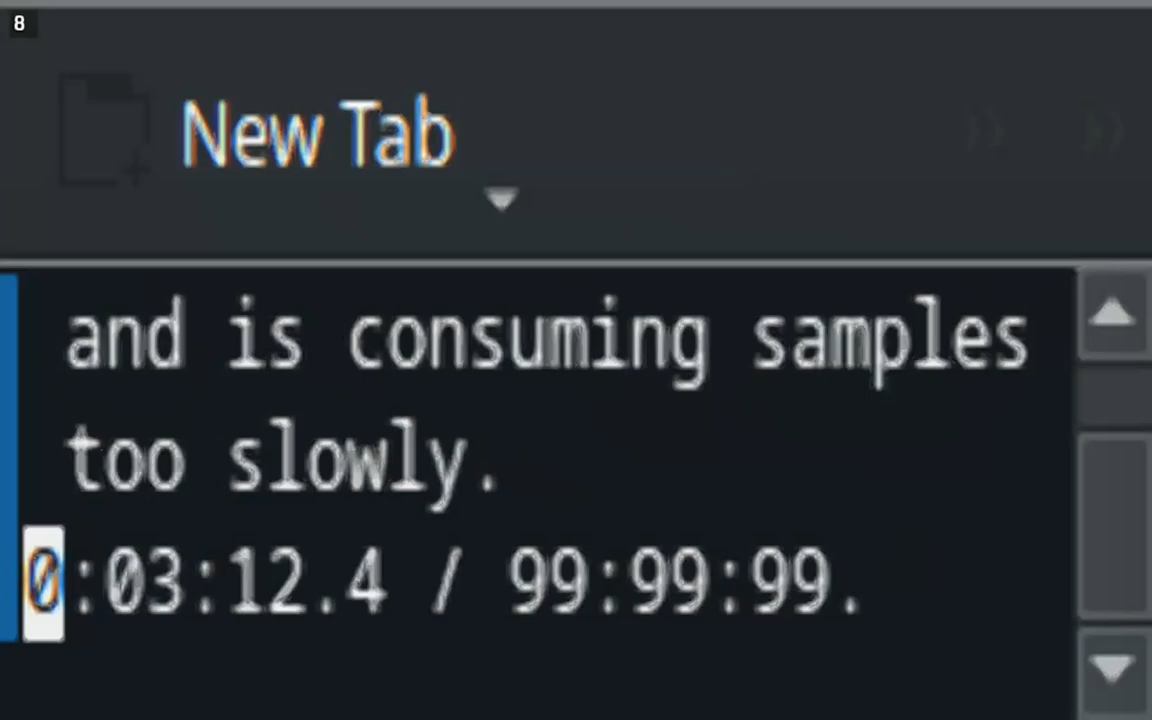 8
New Tab
and is consuming samples
too slowly.
0:03:12.4 / 99:99:99.